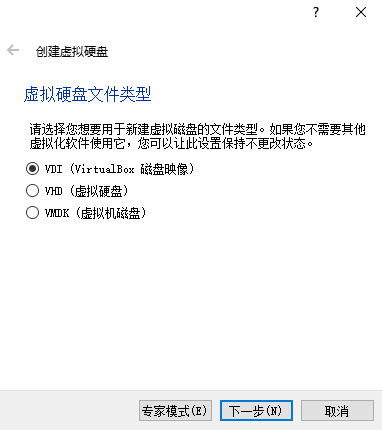 ?
创建虚拟硬盘
虚拟硬盘文件类型
请选择您想要用于新建虚拟磁盘的文件类型。如果您不需要其他
虚拟化软件使用它，您可以让此设置保持不更改状态。
VDI (VirtualBox 磁盘映像)
VHD (虚拟硬盘)
VMDK (虚拟机磁盘)
专家模式(E) 下一步(N) 取消